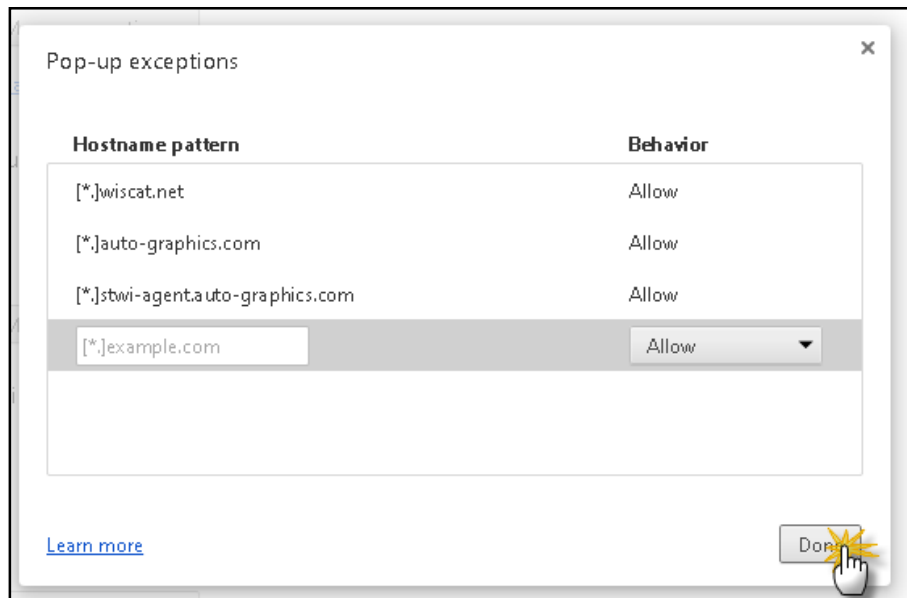 Pop-up exceptions
×
Hostname pattern Behavior
[*.]wiscat.net Allow
[*.]auto-graphics.com Allow
[*.]stwi-agent.auto-graphics.com Allow
[*.]example.com Allow
Learn more